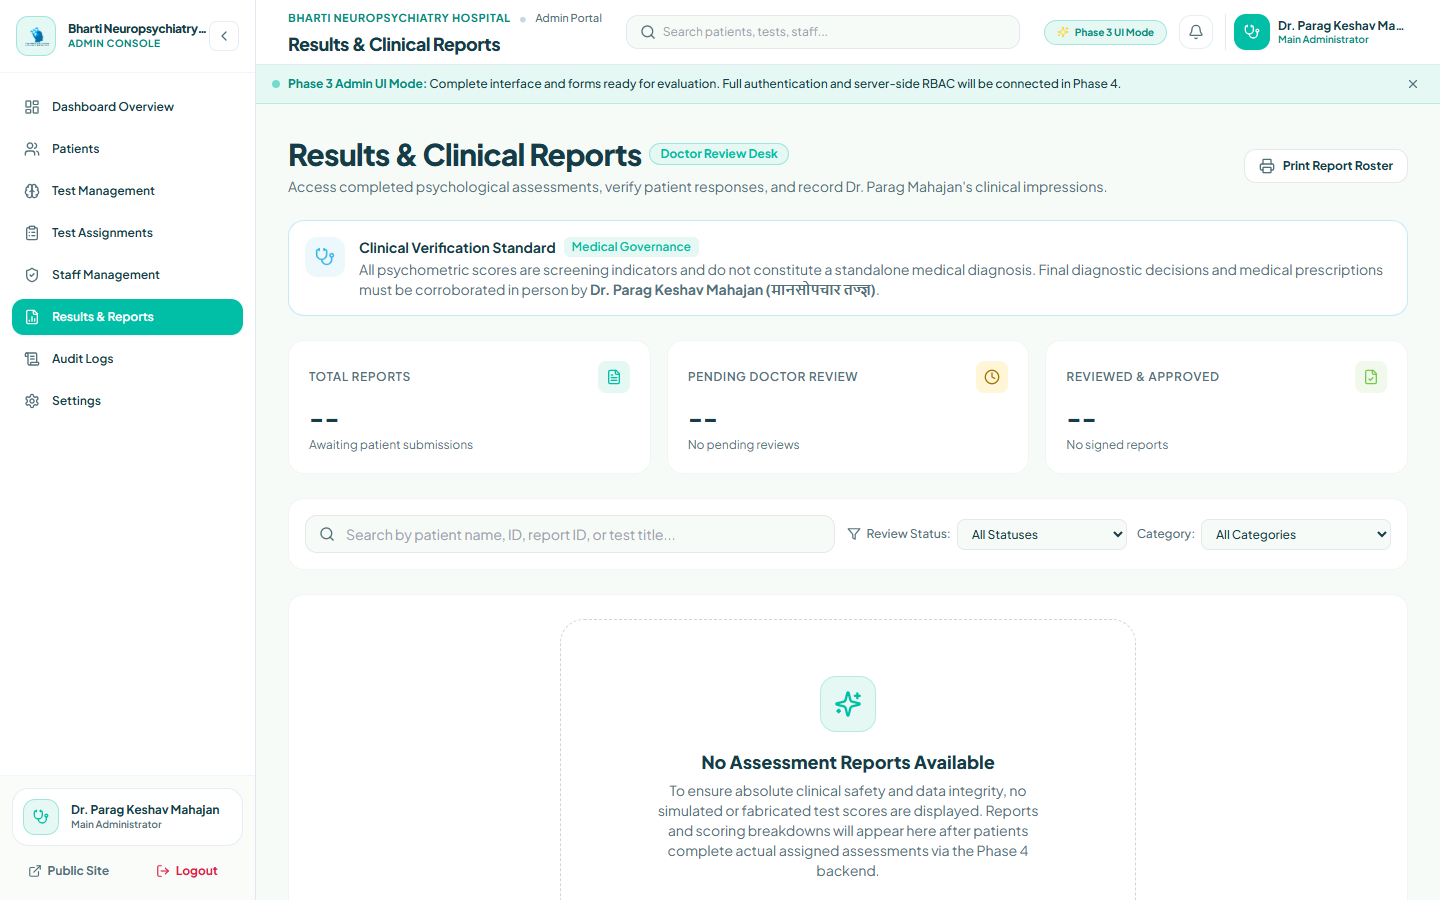 Bharti Neuropsychiatry...
ADMIN CONSOLE
Dashboard Overview
Patients
Test Management
Test Assignments
Staff Management
Results & Reports
Audit Logs
Settings
Dr. Parag Keshav Mahajan
Main Administrator
Public Site
Logout
BHARTI NEUROPSYCHIATRY HOSPITAL
Admin Portal
Results & Clinical Reports
Search patients, tests, staff...
Phase 3 UI Mode
Dr. Parag Keshav Ma...
Main Administrator
Phase 3 Admin UI Mode: Complete interface and forms ready for evaluation. Full authentication and server-side RBAC will be connected in Phase 4.
Results & Clinical Reports
Doctor Review Desk
Access completed psychological assessments, verify patient responses, and record Dr. Parag Mahajan's clinical impressions.
Print Report Roster
Clinical Verification Standard
Medical Governance
All psychometric scores are screening indicators and do not constitute a standalone medical diagnosis. Final diagnostic decisions and medical prescriptions
must be corroborated in person by Dr. Parag Keshav Mahajan (मानसोपचार तज्ज्ञ).
TOTAL REPORTS
--
Awaiting patient submissions
PENDING DOCTOR REVIEW
--
No pending reviews
REVIEWED & APPROVED
--
No signed reports
Search by patient name, ID, report ID, or test title...
Review Status:
All Statuses
Category:
All Categories
No Assessment Reports Available
To ensure absolute clinical safety and data integrity, no
simulated or fabricated test scores are displayed. Reports
and scoring breakdowns will appear here after patients
complete actual assigned assessments via the Phase 4
backend.